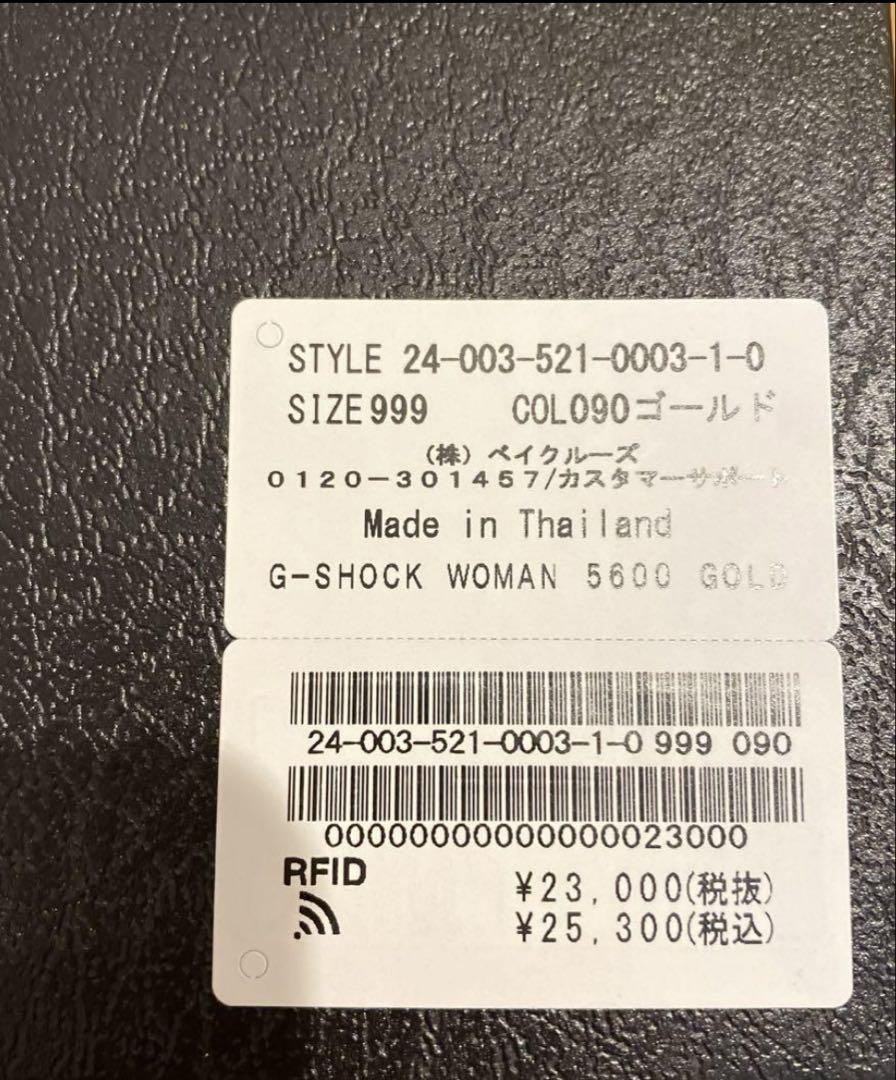 STYLE 24-003-521-0003-1-0
SIZE 999 COL090ゴールド
(株) ベイクルーズ
0120-301457/カスタマーサポート
Made in Thailand
G-SHOCK WOMAN 5600 GOLD
24-003-521-0003-1-0 999 090
00000000000000023000
RFID
¥23,000(税抜)
¥25,300(税込)